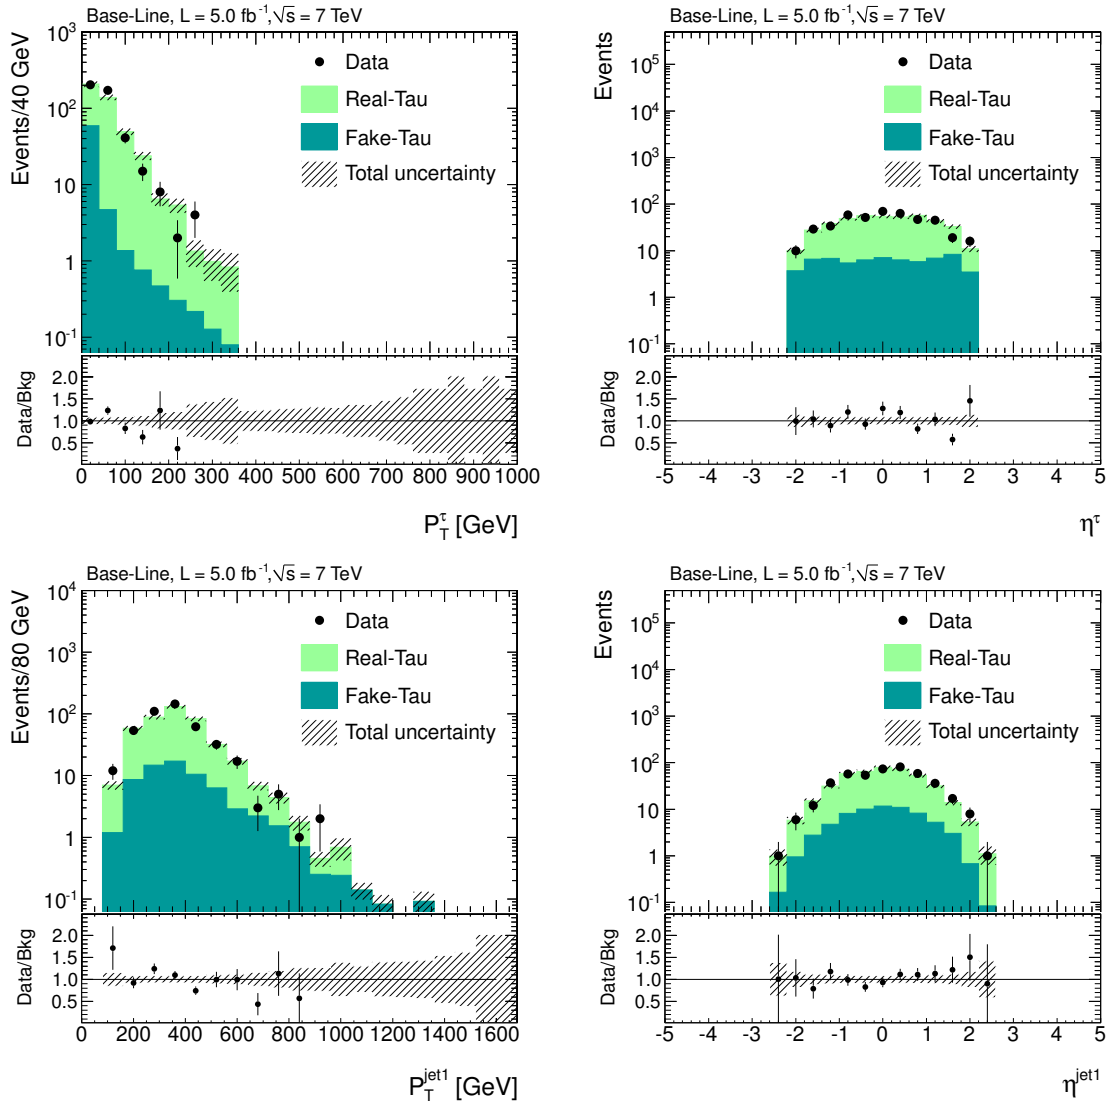 Base-Line, L = 5.0 fb⁻¹,√s = 7 TeV
Events/40 GeV
10³
10²
10
1
10⁻¹
Data
Real-Tau
Fake-Tau
Total uncertainty
Data/Bkg
2.0
1.5
1.0
0.5
0 100 200 300 400 500 600 700 800 900 1000
P_T^τ [GeV]
Base-Line, L = 5.0 fb⁻¹,√s = 7 TeV
Events
10⁵
10⁴
10³
10²
10
1
10⁻¹
Data
Real-Tau
Fake-Tau
Total uncertainty
Data/Bkg
2.0
1.5
1.0
0.5
-5 -4 -3 -2 -1 0 1 2 3 4 5
η^τ
Base-Line, L = 5.0 fb⁻¹,√s = 7 TeV
Events/80 GeV
10⁴
10³
10²
10
1
10⁻¹
Data
Real-Tau
Fake-Tau
Total uncertainty
Data/Bkg
2.0
1.5
1.0
0.5
0 200 400 600 800 1000 1200 1400 1600
P_T^jet1 [GeV]
Base-Line, L = 5.0 fb⁻¹,√s = 7 TeV
Events
10⁵
10⁴
10³
10²
10
1
10⁻¹
Data
Real-Tau
Fake-Tau
Total uncertainty
Data/Bkg
2.0
1.5
1.0
0.5
-5 -4 -3 -2 -1 0 1 2 3 4 5
η^jet1